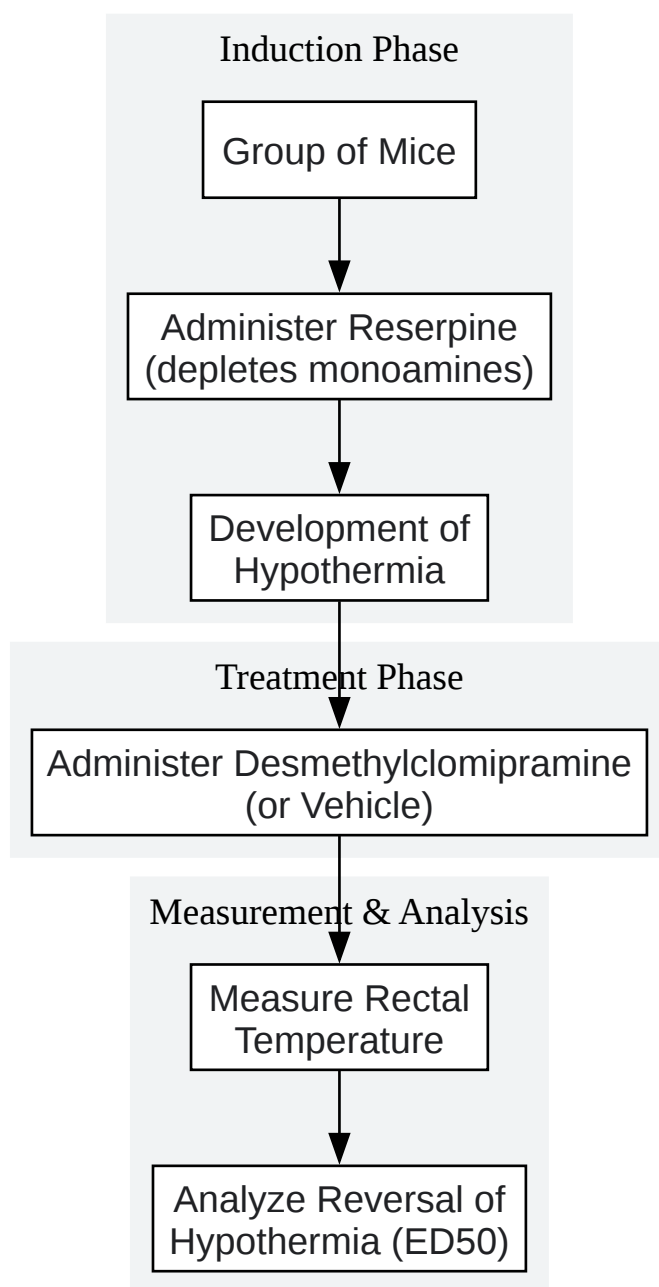 Induction Phase
Group of Mice
Administer Reserpine
(depletes monoamines)
Development of
Hypothermia
Treatment Phase
Administer Desmethylclomipramine
(or Vehicle)
Measurement & Analysis
Measure Rectal
Temperature
Analyze Reversal of
Hypothermia (ED50)